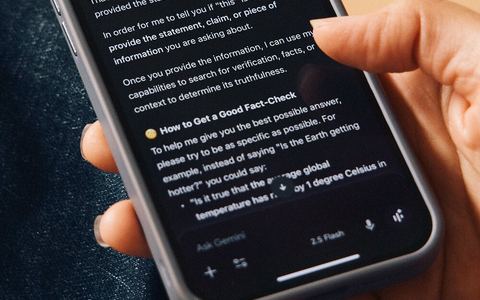 provided the
In order for me to tell you if "this"
provide the statement, claim, or piece of
information you are asking about.
Once you provide the information, I can use my
capabilities to search for verification, facts, or
context to determine its truthfulness.
How to Get a Good Fact-Check
To help me give you the best possible answer,
please try to be as specific as possible. For
example, instead of saying "Is the Earth getting
hotter?" you could say:
• "Is it true that the global
temperature has by 1 degree Celsius in
Ask Gemini
2.5 Flash